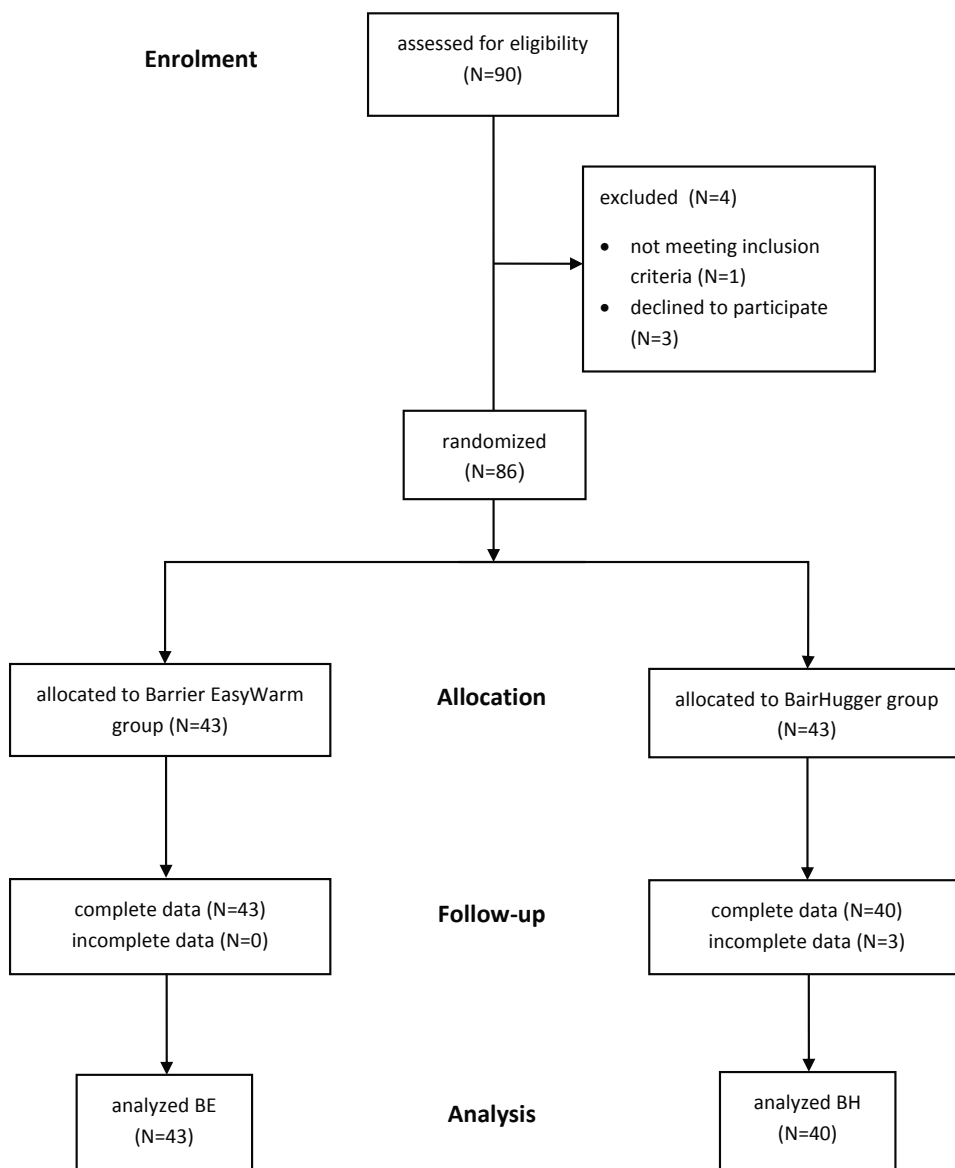 Enrolment
assessed for eligibility
(N=90)
excluded (N=4)
• not meeting inclusion
criteria (N=1)
• declined to participate
(N=3)
randomized
(N=86)
allocated to Barrier EasyWarm
group (N=43)
Allocation
allocated to BairHugger group
(N=43)
complete data (N=43)
incomplete data (N=0)
Follow-up
complete data (N=40)
incomplete data (N=3)
analyzed BE
(N=43)
Analysis
analyzed BH
(N=40)